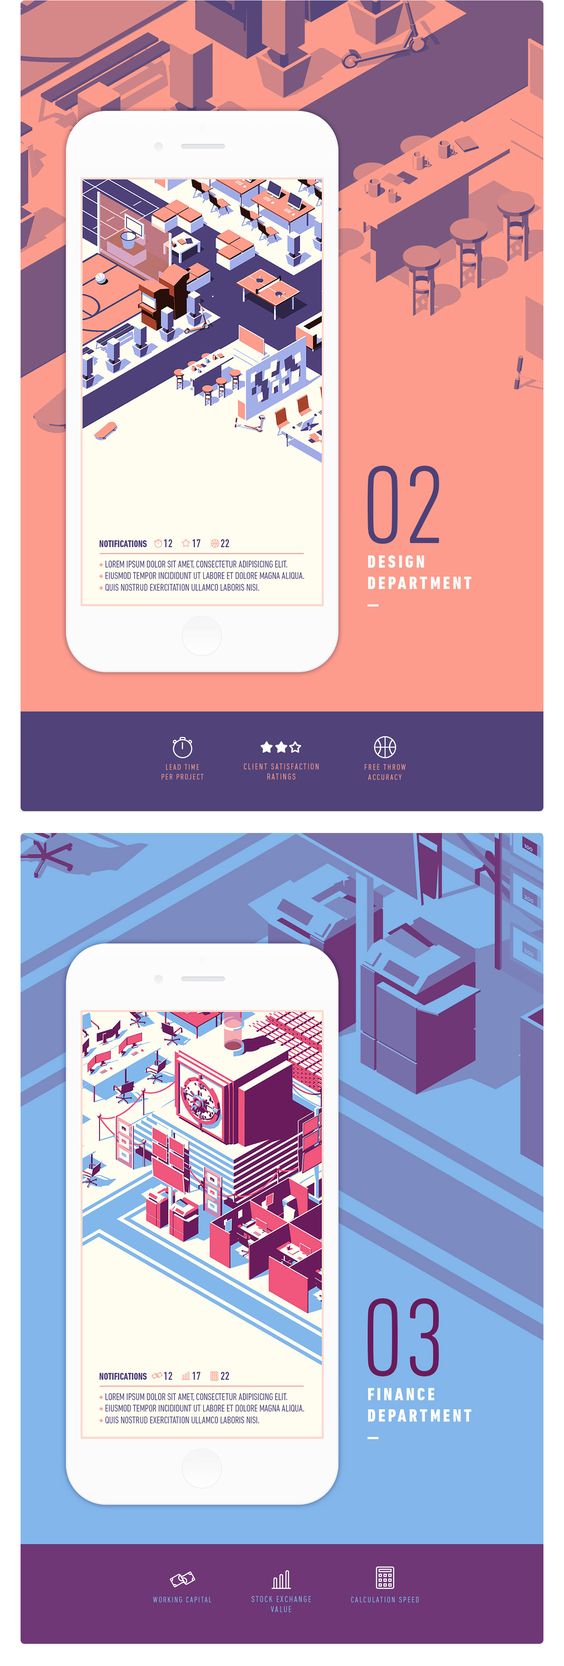 NOTIFICATIONS 12 17 22
+ LOREM IPSUM DOLOR SIT AMET, CONSECTETUR ADIPISICING ELIT.
+ EIUSMOD TEMPOR INCIDIDUNT UT LABORE ET DOLORE MAGNA ALIQUA.
+ QUIS NOSTRUD EXERCITATION ULLAMCO LABORIS NISI.
02
DESIGN
DEPARTMENT
LEAD TIME
PER PROJECT
CLIENT SATISFACTION
RATINGS
FREE THROW
ACCURACY
NOTIFICATIONS 12 17 22
+ LOREM IPSUM DOLOR SIT AMET, CONSECTETUR ADIPISICING ELIT.
+ EIUSMOD TEMPOR INCIDIDUNT UT LABORE ET DOLORE MAGNA ALIQUA.
+ QUIS NOSTRUD EXERCITATION ULLAMCO LABORIS NISI.
03
FINANCE
DEPARTMENT
WORKING CAPITAL
STOCK EXCHANGE
VALUE
CALCULATION SPEED